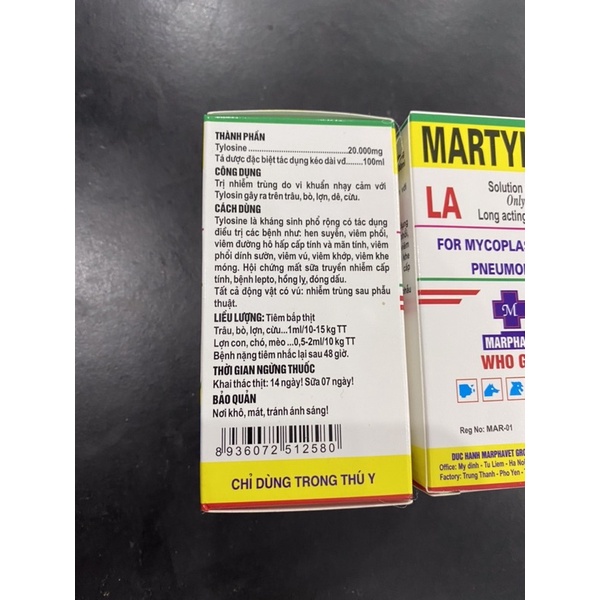 THÀNH PHẦN
Tylosine..............................20.000mg
Tá dược đặc biệt tác dụng kéo dài vđ........100ml
CÔNG DỤNG
Trị nhiễm trùng do vi khuẩn nhạy cảm với
Tylosin gây ra trên trâu, bò, lợn, dê, cừu.
CÁCH DÙNG
Tylosine là kháng sinh phổ rộng có tác dụng
điều trị các bệnh như: hen suyễn, viêm phổi,
viêm đường hô hấp cấp tính và mãn tính, viêm
phổi dính sườn, viêm vú, viêm khớp, viêm khe
móng. Hội chứng mất sữa truyền nhiễm cấp
tính, bệnh lepto, hồng lỵ, đóng dấu.
Tất cả động vật có vú: nhiễm trùng sau phẫu
thuật.
LIỀU LƯỢNG: Tiêm bắp thịt
Trâu, bò, lợn, cừu...1ml/10-15 kg TT
Lợn con, chó, mèo...0,5-2ml/10 kg TT
Bệnh nặng tiêm nhắc lại sau 48 giờ.
THỜI GIAN NGỪNG THUỐC
Khai thác thịt: 14 ngày! Sữa 07 ngày!
BẢO QUẢN
Nơi khô, mát, tránh ánh sáng!
8 936072 512580
CHỈ DÙNG TRONG THÚ Y
LA
Solution
Only
Long acting
FOR
M
WHO
Reg No: MAR-01
DUC HANH MARPHAVET
Office: My dinh - Tu Liem - Ha
Factory: Trung Thanh - Pho Yen -